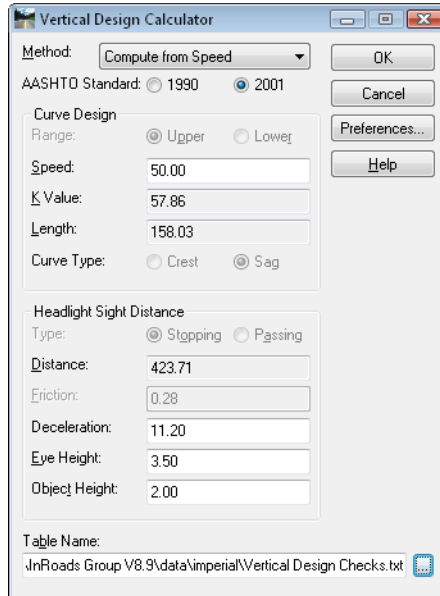 Vertical Design Calculator
Method: Compute from Speed OK
AASHTO Standard: 1990 2001 Cancel
Curve Design
Range: Upper Lower Preferences...
Speed: 50.00 Help
K Value: 57.86
Length: 158.03
Curve Type: Crest Sag
Headlight Sight Distance
Type: Stopping Passing
Distance: 423.71
Friction: 0.28
Deceleration: 11.20
Eye Height: 3.50
Object Height: 2.00
Table Name:
.InRoads Group V8.9\data\imperial\Vertical Design Checks.txt ...